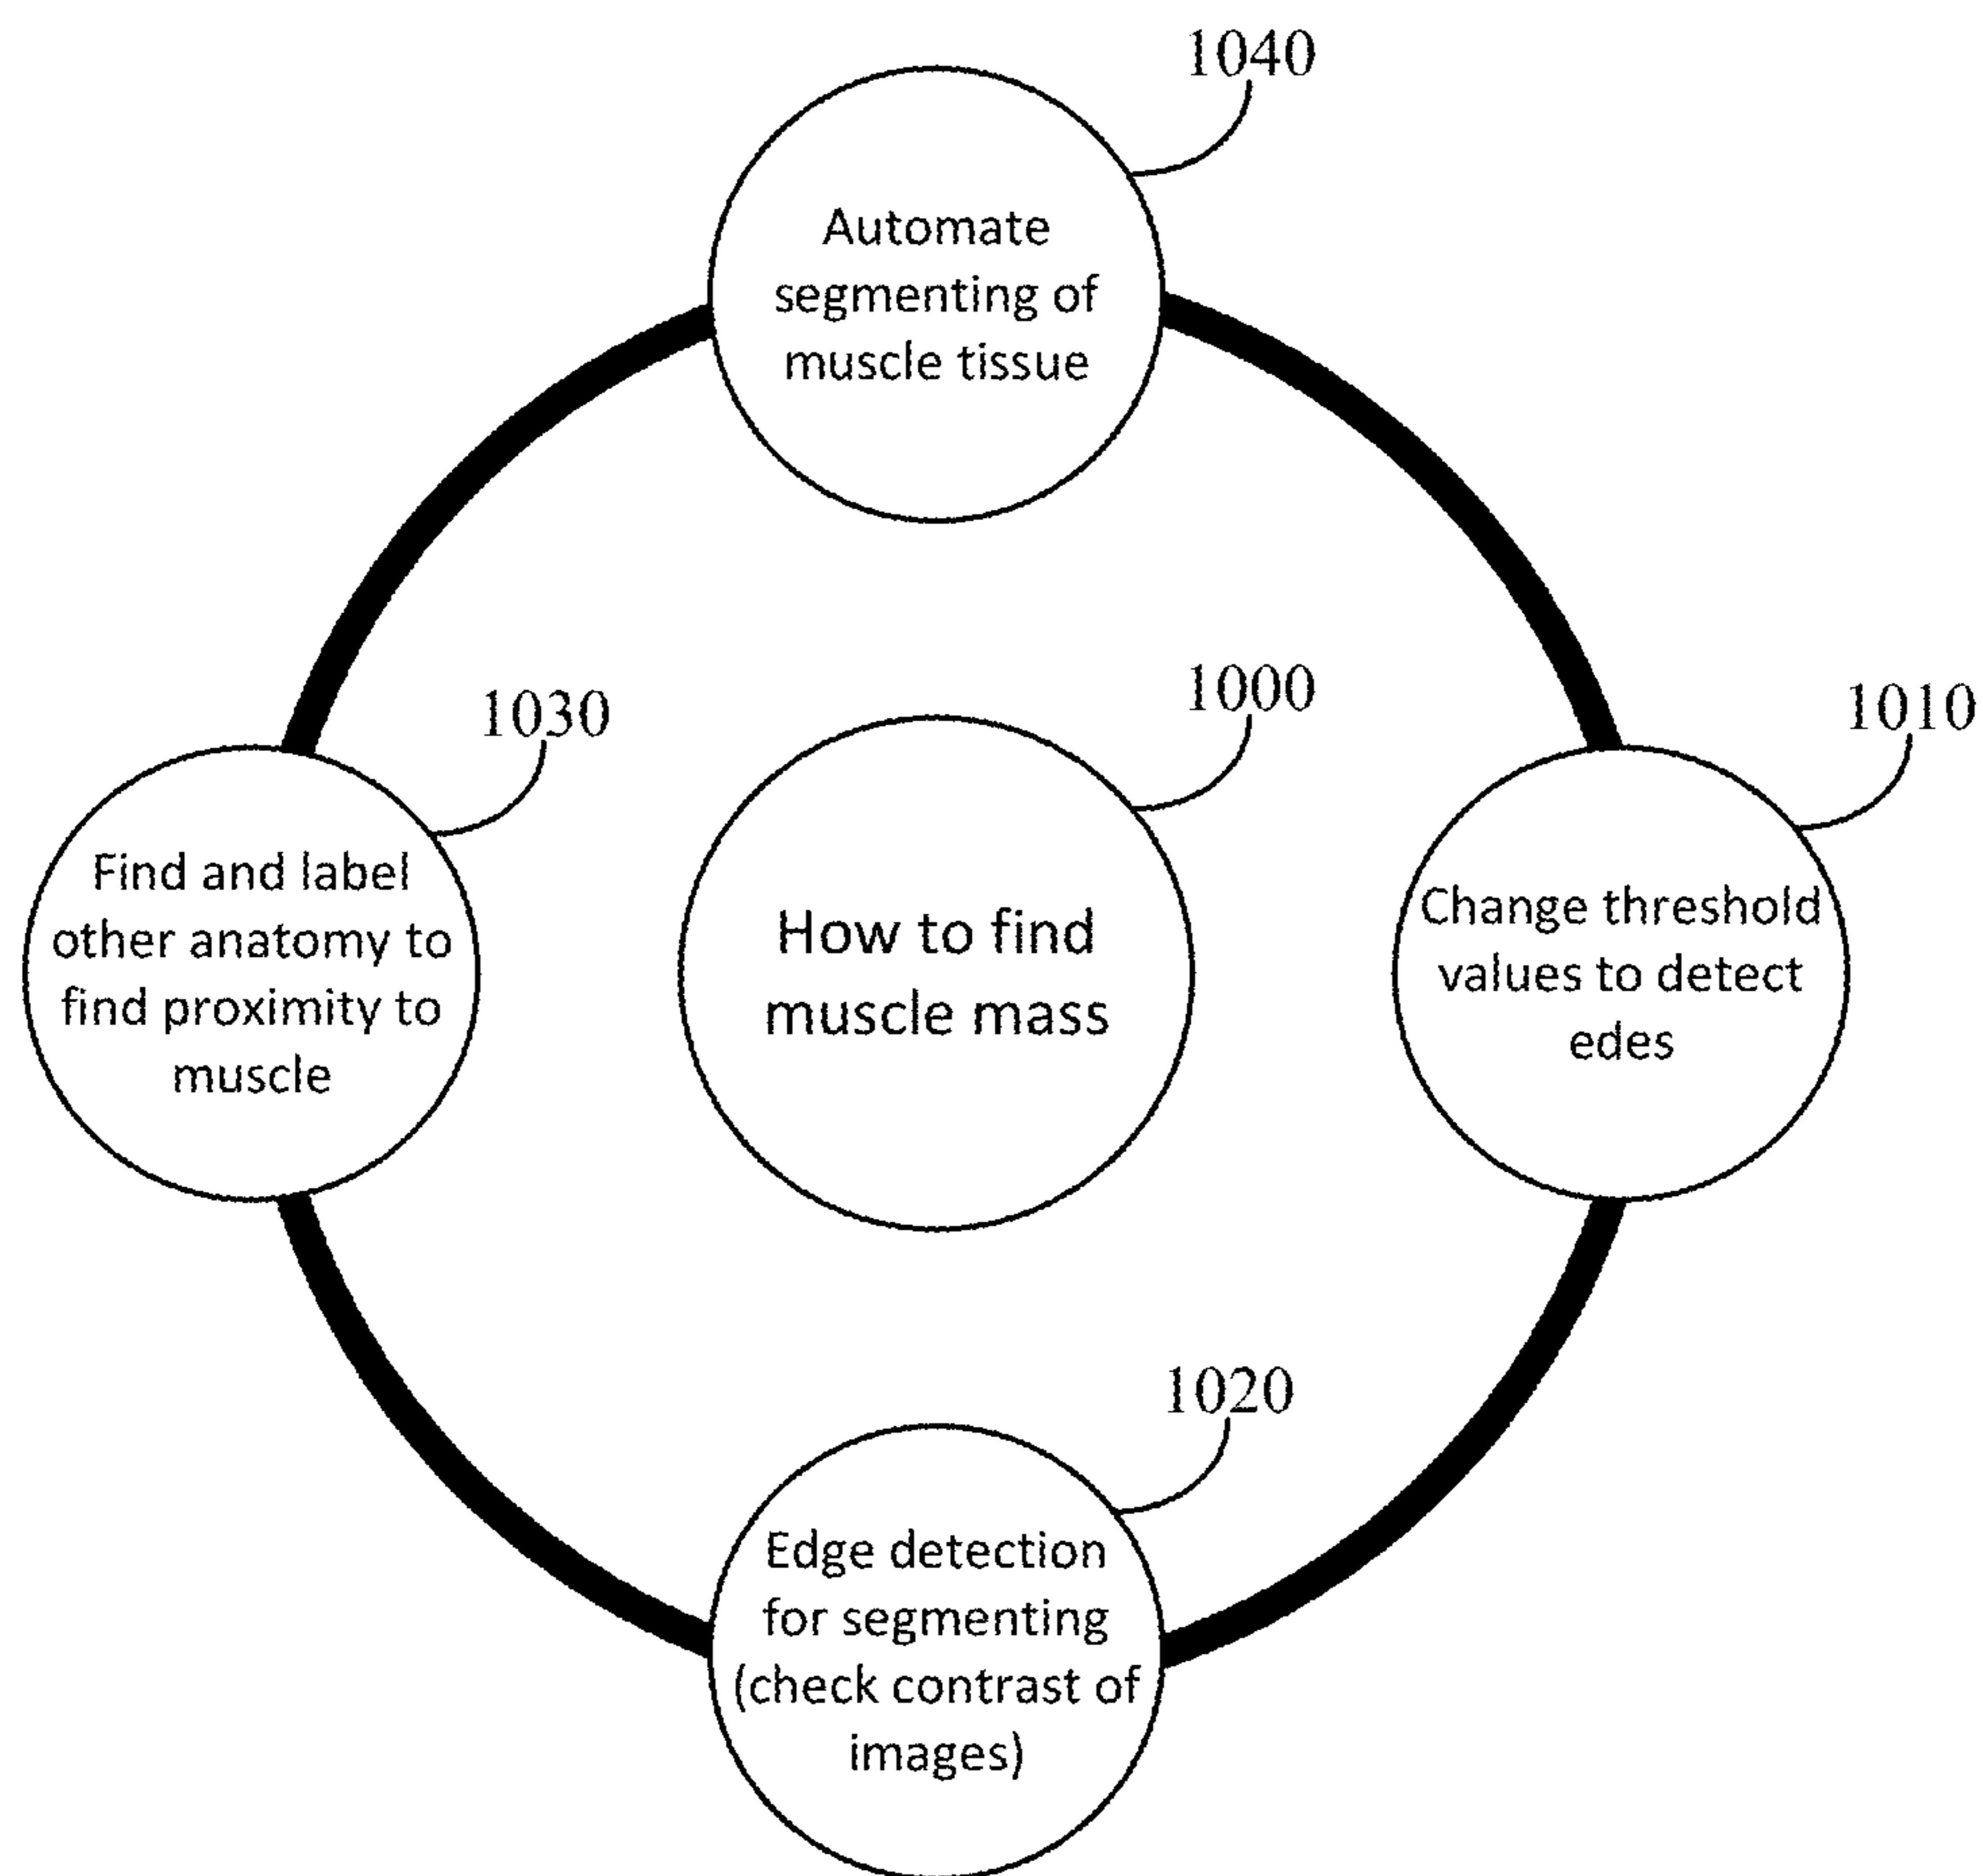 1040
Automate
segmenting of
muscle tissue
1030
Find and label
other anatomy to
find proximity to
muscle
1000
How to find
muscle mass
1010
Change threshold
values to detect
edes
1020
Edge detection
for segmenting
(check contrast of
images)